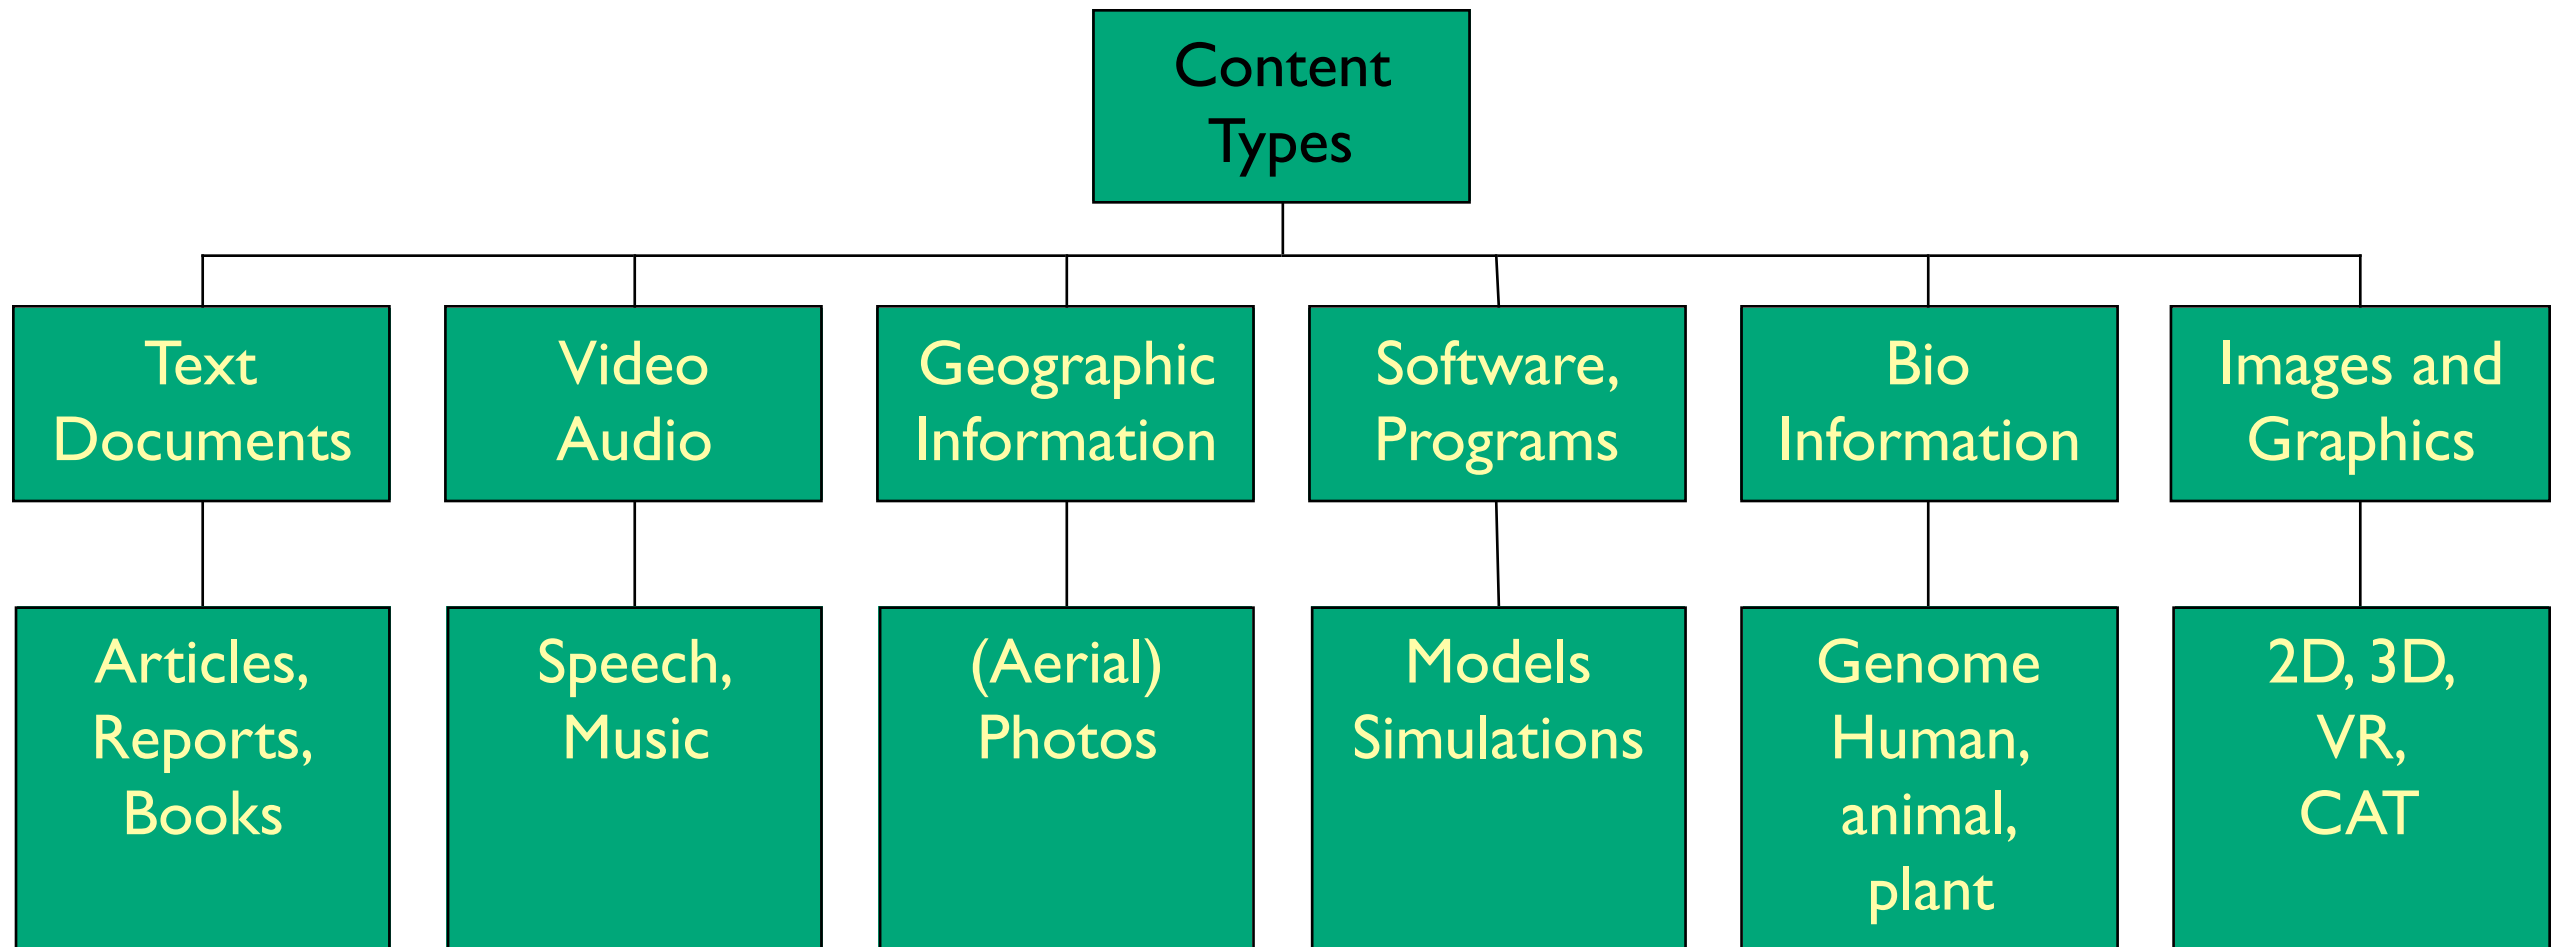 Content
Types
Text
Documents
Video
Audio
Geographic
Information
Software,
Programs
Bio
Information
Images and
Graphics
Articles,
Reports,
Books
Speech,
Music
(Aerial)
Photos
Models
Simulations
Genome
Human,
animal,
plant
2D, 3D,
VR,
CAT